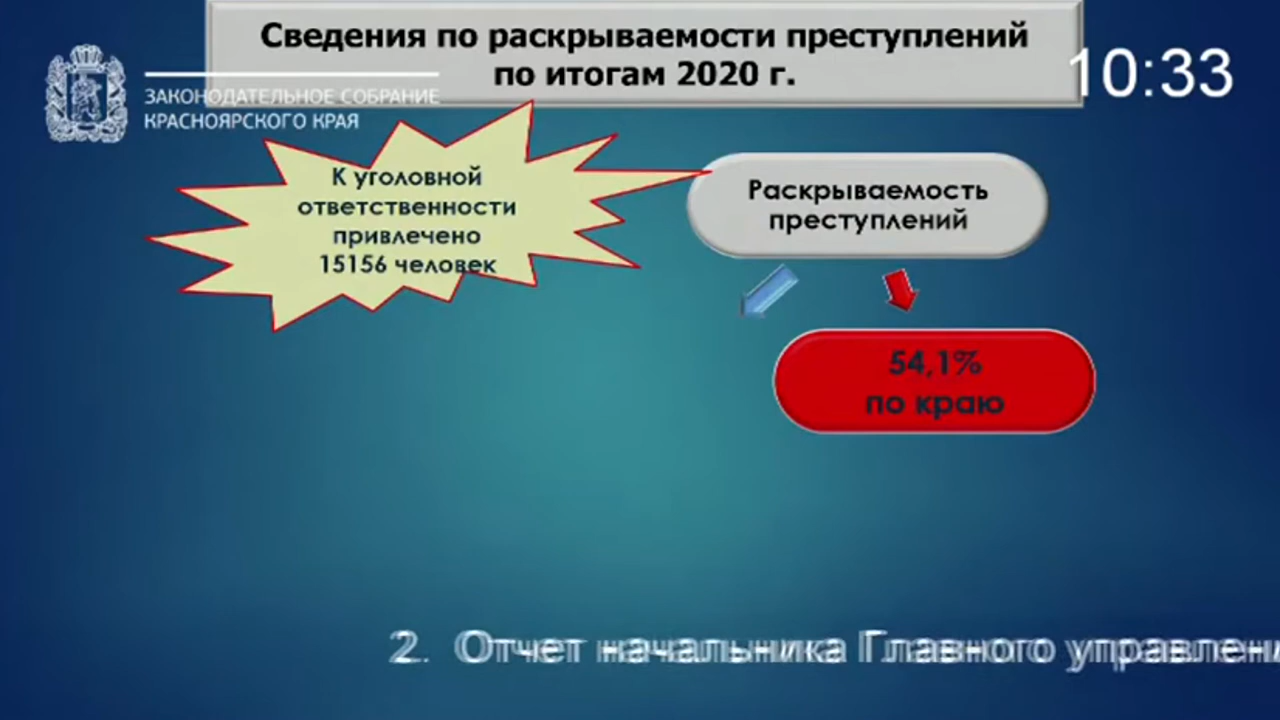 Сведения по раскрываемости преступлений
по итогам 2020 г.
ЗАКОНОДАТЕЛЬНОЕ СОБРАНИЕ
КРАСНОЯРСКОГО КРАЯ
10:33
К уголовной
ответственности
привлечено
15156 человек
Раскрываемость
преступлений
54,1%
по краю
2. Отчет начальника Главного